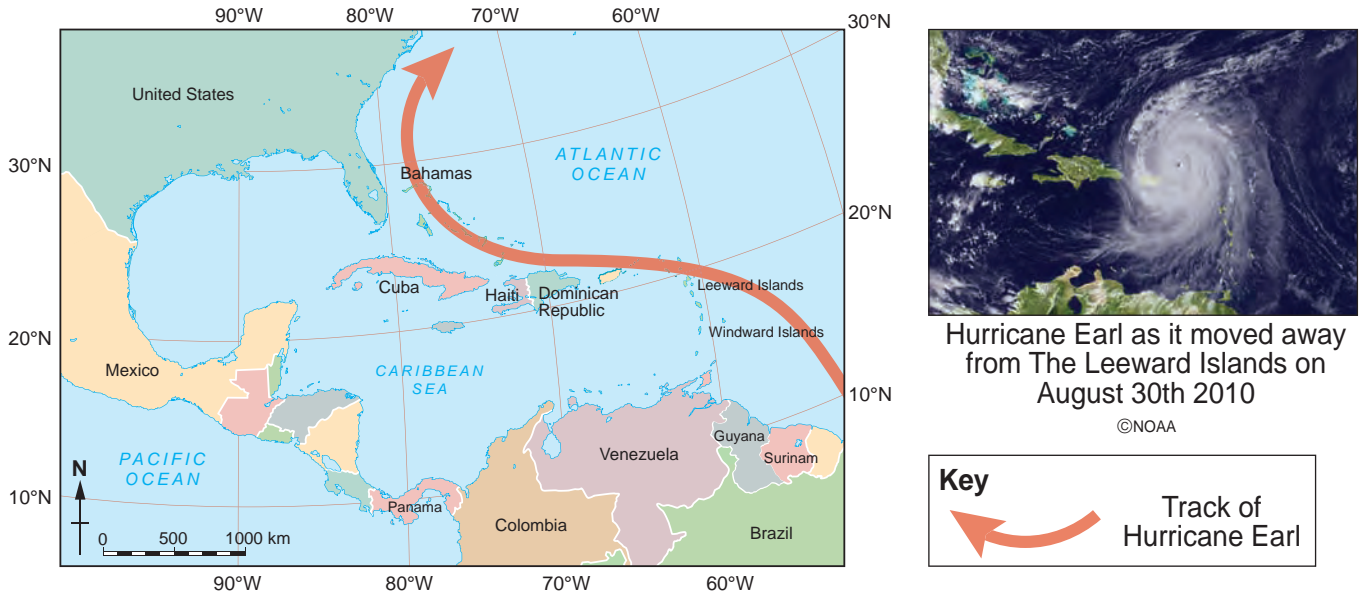 90°W 80°W 70°W 60°W
30°N
United States
ATLANTIC
OCEAN
30°N
Bahamas
20°N
Cuba
Haiti
Dominican
Republic
Leeward Islands
Windward Islands
20°N
Mexico
CARIBBEAN
SEA
10°N
PACIFIC
OCEAN
Venezuela
Guyana
Surinam
N
10°N
Panama
Colombia
Brazil
0 500 1000 km
90°W 80°W 70°W 60°W
Hurricane Earl as it moved away
from The Leeward Islands on
August 30th 2010
©NOAA
Key
Track of
Hurricane Earl